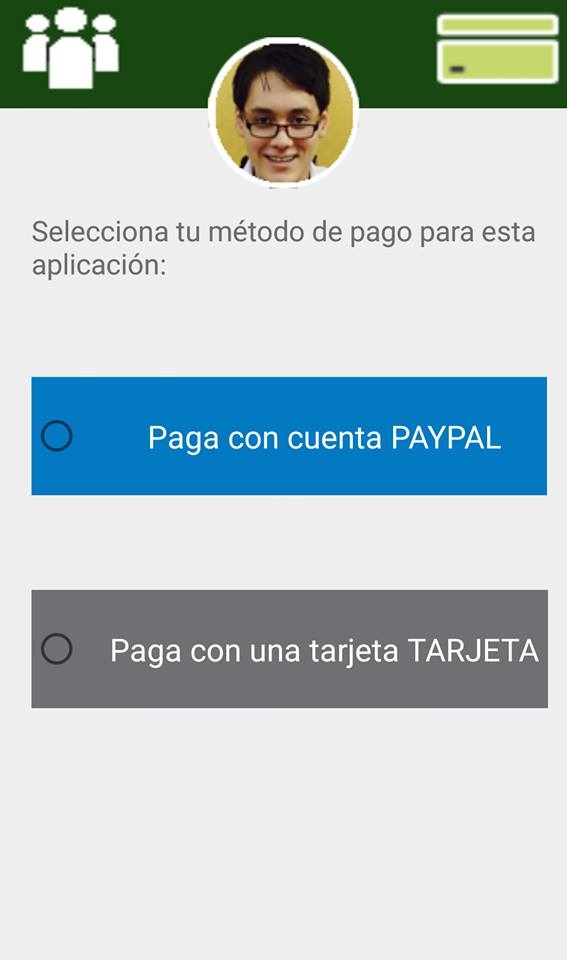 Selecciona tu método de pago para esta
aplicación:
Paga con cuenta PAYPAL
Paga con una tarjeta TARJETA